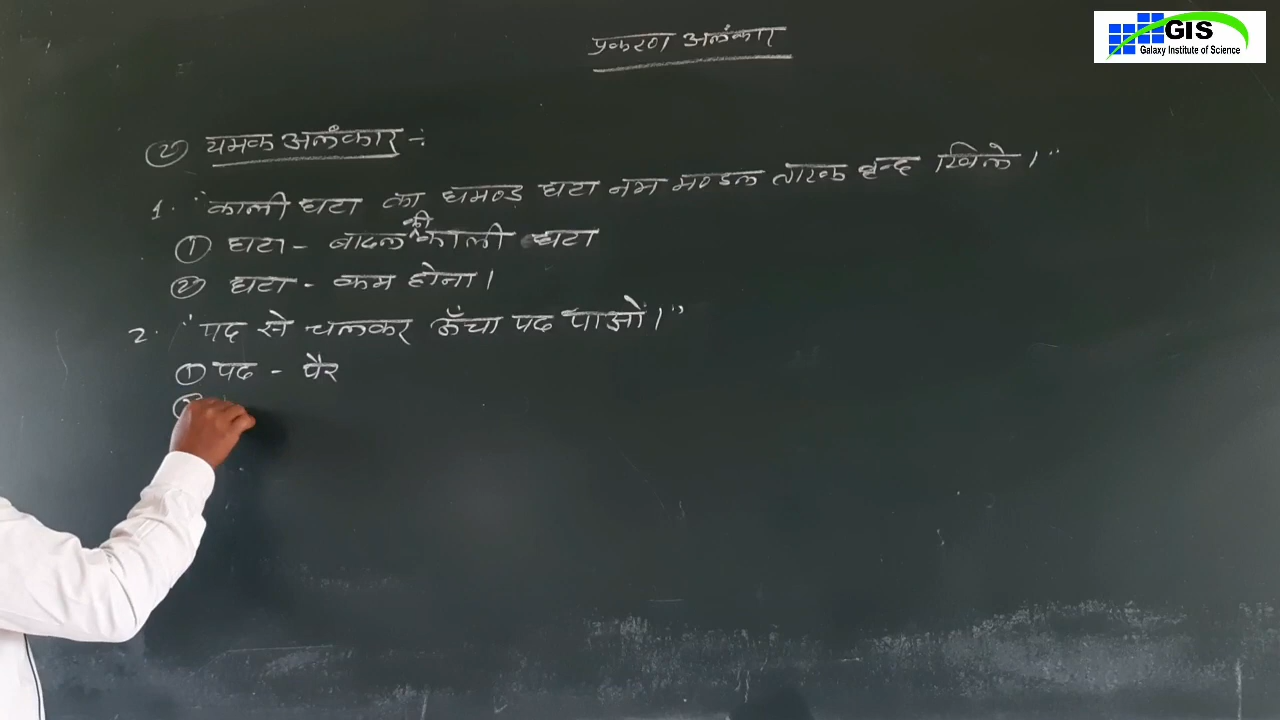 GIS
Galaxy Institute of Science
प्रकरण अलंकार
② यमक अलंकार -:
1. "काली घटा का घमण्ड घटा नभ मण्डल तारक वृन्द खिले।"
① घटा - बादल की काली घटा
② घटा - कम होना।
2. "पद से चलकर ऊँचा पद पाओं।"
① पद - पैर